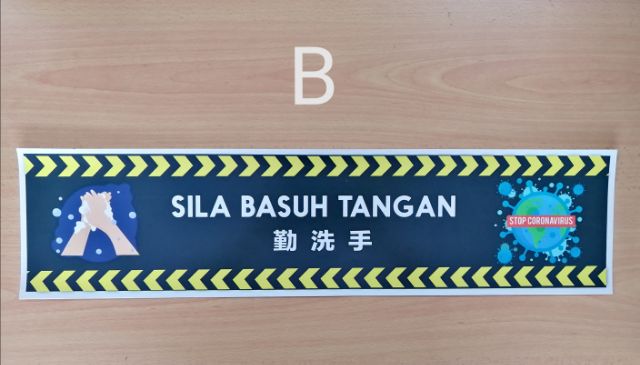 B
SILA BASUH TANGAN
勤洗手
STOP CORONAVIRUS